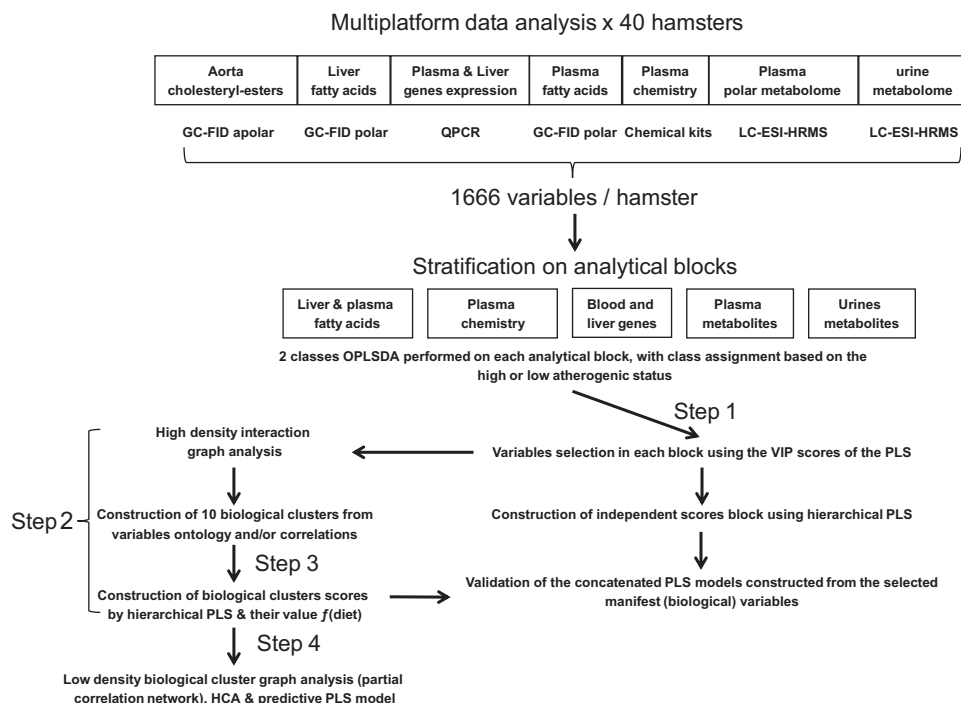 Multiplatform data analysis x 40 hamsters
Aorta cholesteryl-esters
Liver fatty acids
Plasma & Liver genes expression
Plasma fatty acids
Plasma chemistry
Plasma polar metabolome
urine metabolome
GC-FID apolar
GC-FID polar
QPCR
GC-FID polar
Chemical kits
LC-ESI-HRMS
LC-ESI-HRMS
1666 variables / hamster
Stratification on analytical blocks
Liver & plasma fatty acids
Plasma chemistry
Blood and liver genes
Plasma metabolites
Urines metabolites
2 classes OPLSDA performed on each analytical block, with class assignment based on the
high or low atherogenic status
Step 1
High density interaction
graph analysis
Variables selection in each block using the VIP scores of the PLS
Step 2
Construction of 10 biological clusters from
variables ontology and/or correlations
Construction of independent scores block using hierarchical PLS
Step 3
Construction of biological clusters scores
by hierarchical PLS & their value ƒ(diet)
Validation of the concatenated PLS models constructed from the selected
manifest (biological) variables
Step 4
Low density biological cluster graph analysis (partial
correlation network), HCA & predictive PLS model